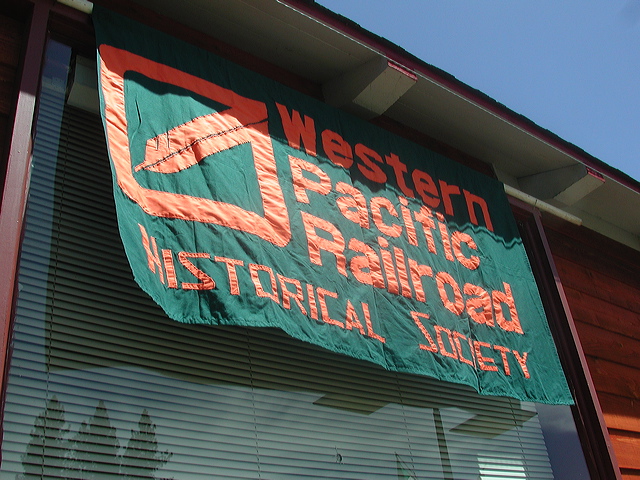 Western
Pacific
Railroad
HISTORICAL SOCIETY